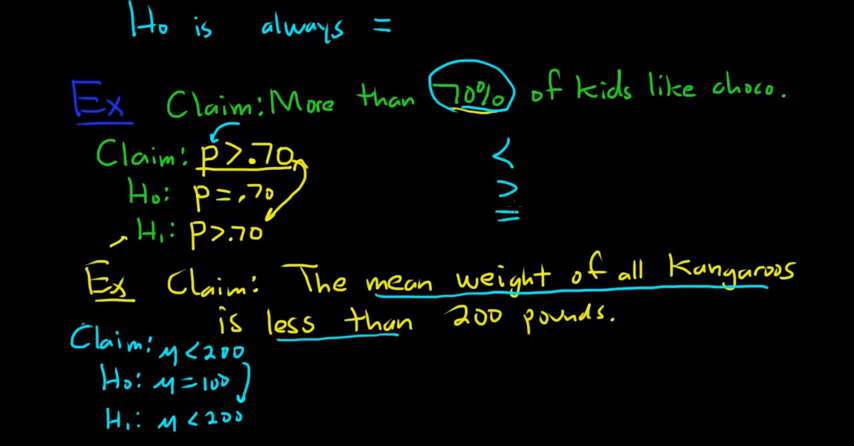 Ho is always =
Ex Claim: More than 70% of kids like choco.
Claim: p > .70
Ho: p = .70
H1: p > .70
<
>
=
Ex Claim: The mean weight of all Kangaroos
is less than 200 pounds.
Claim: μ < 200
Ho: μ = 100
H1: μ < 200